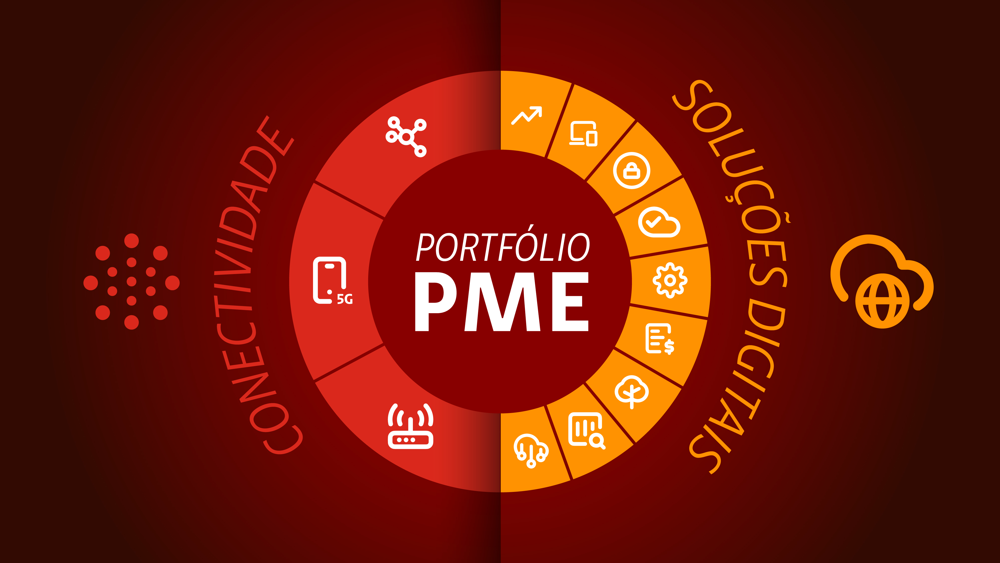 CONECTIVIDADE
5G
PORTFÓLIO
PME
SOLUÇÕES DIGITAIS
$